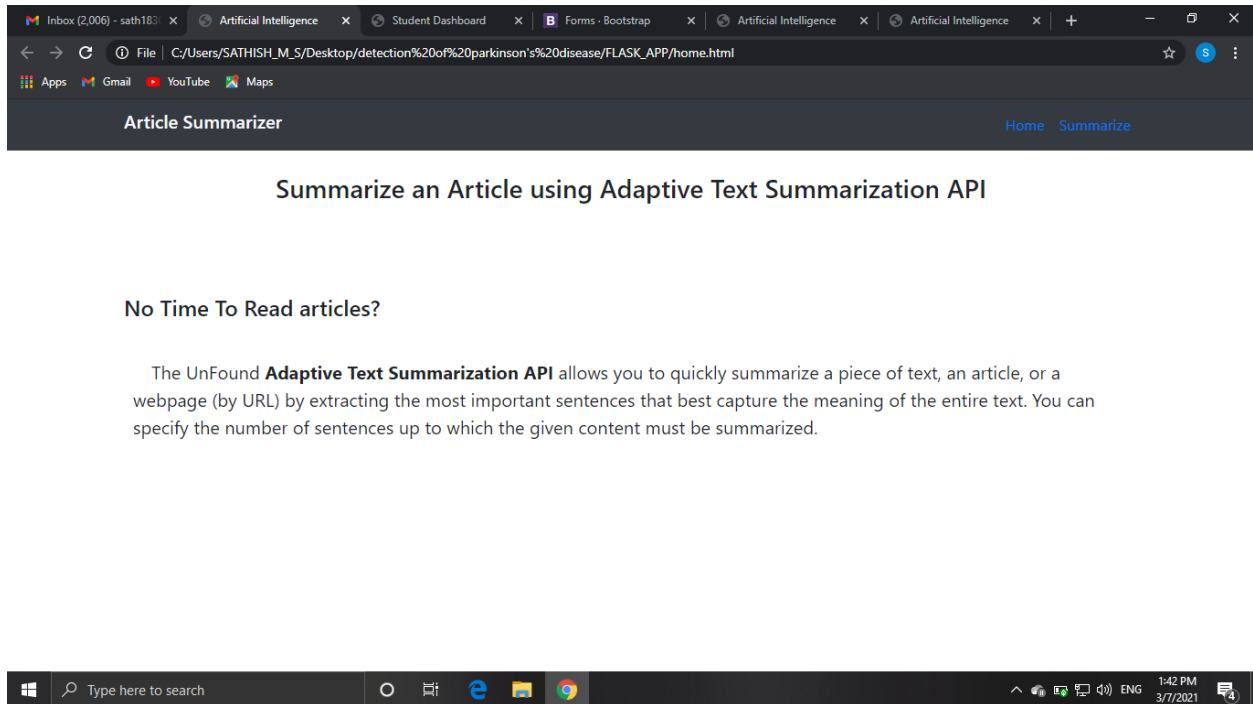 Inbox (2,006) - sath183 Artificial Intelligence Student Dashboard B Forms · Bootstrap Artificial Intelligence Artificial Intelligence
File C:/Users/SATHISH_M_S/Desktop/detection%20of%20parkinson's%20disease/FLASK_APP/home.html S
Apps Gmail YouTube Maps
Article Summarizer Home Summarize
Summarize an Article using Adaptive Text Summarization API
No Time To Read articles?
The UnFound Adaptive Text Summarization API allows you to quickly summarize a piece of text, an article, or a
webpage (by URL) by extracting the most important sentences that best capture the meaning of the entire text. You can
specify the number of sentences up to which the given content must be summarized.
Type here to search ENG 1:42 PM
3/7/2021 4